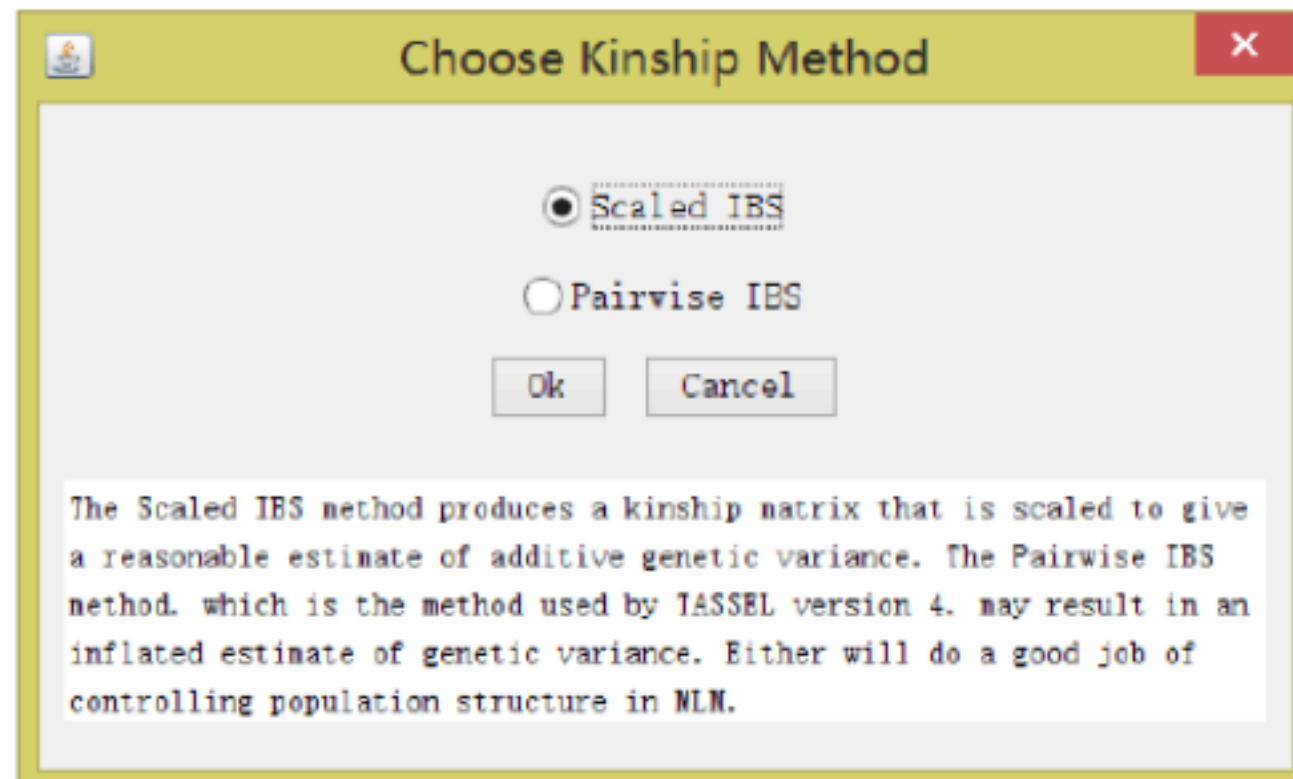 Choose Kinship Method
Scaled IBS
Pairwise IBS
Ok
Cancel
The Scaled IBS method produces a kinship matrix that is scaled to give
a reasonable estimate of additive genetic variance. The Pairwise IBS
method, which is the method used by TASSEL version 4, may result in an
inflated estimate of genetic variance. Either will do a good job of
controlling population structure in MLM.